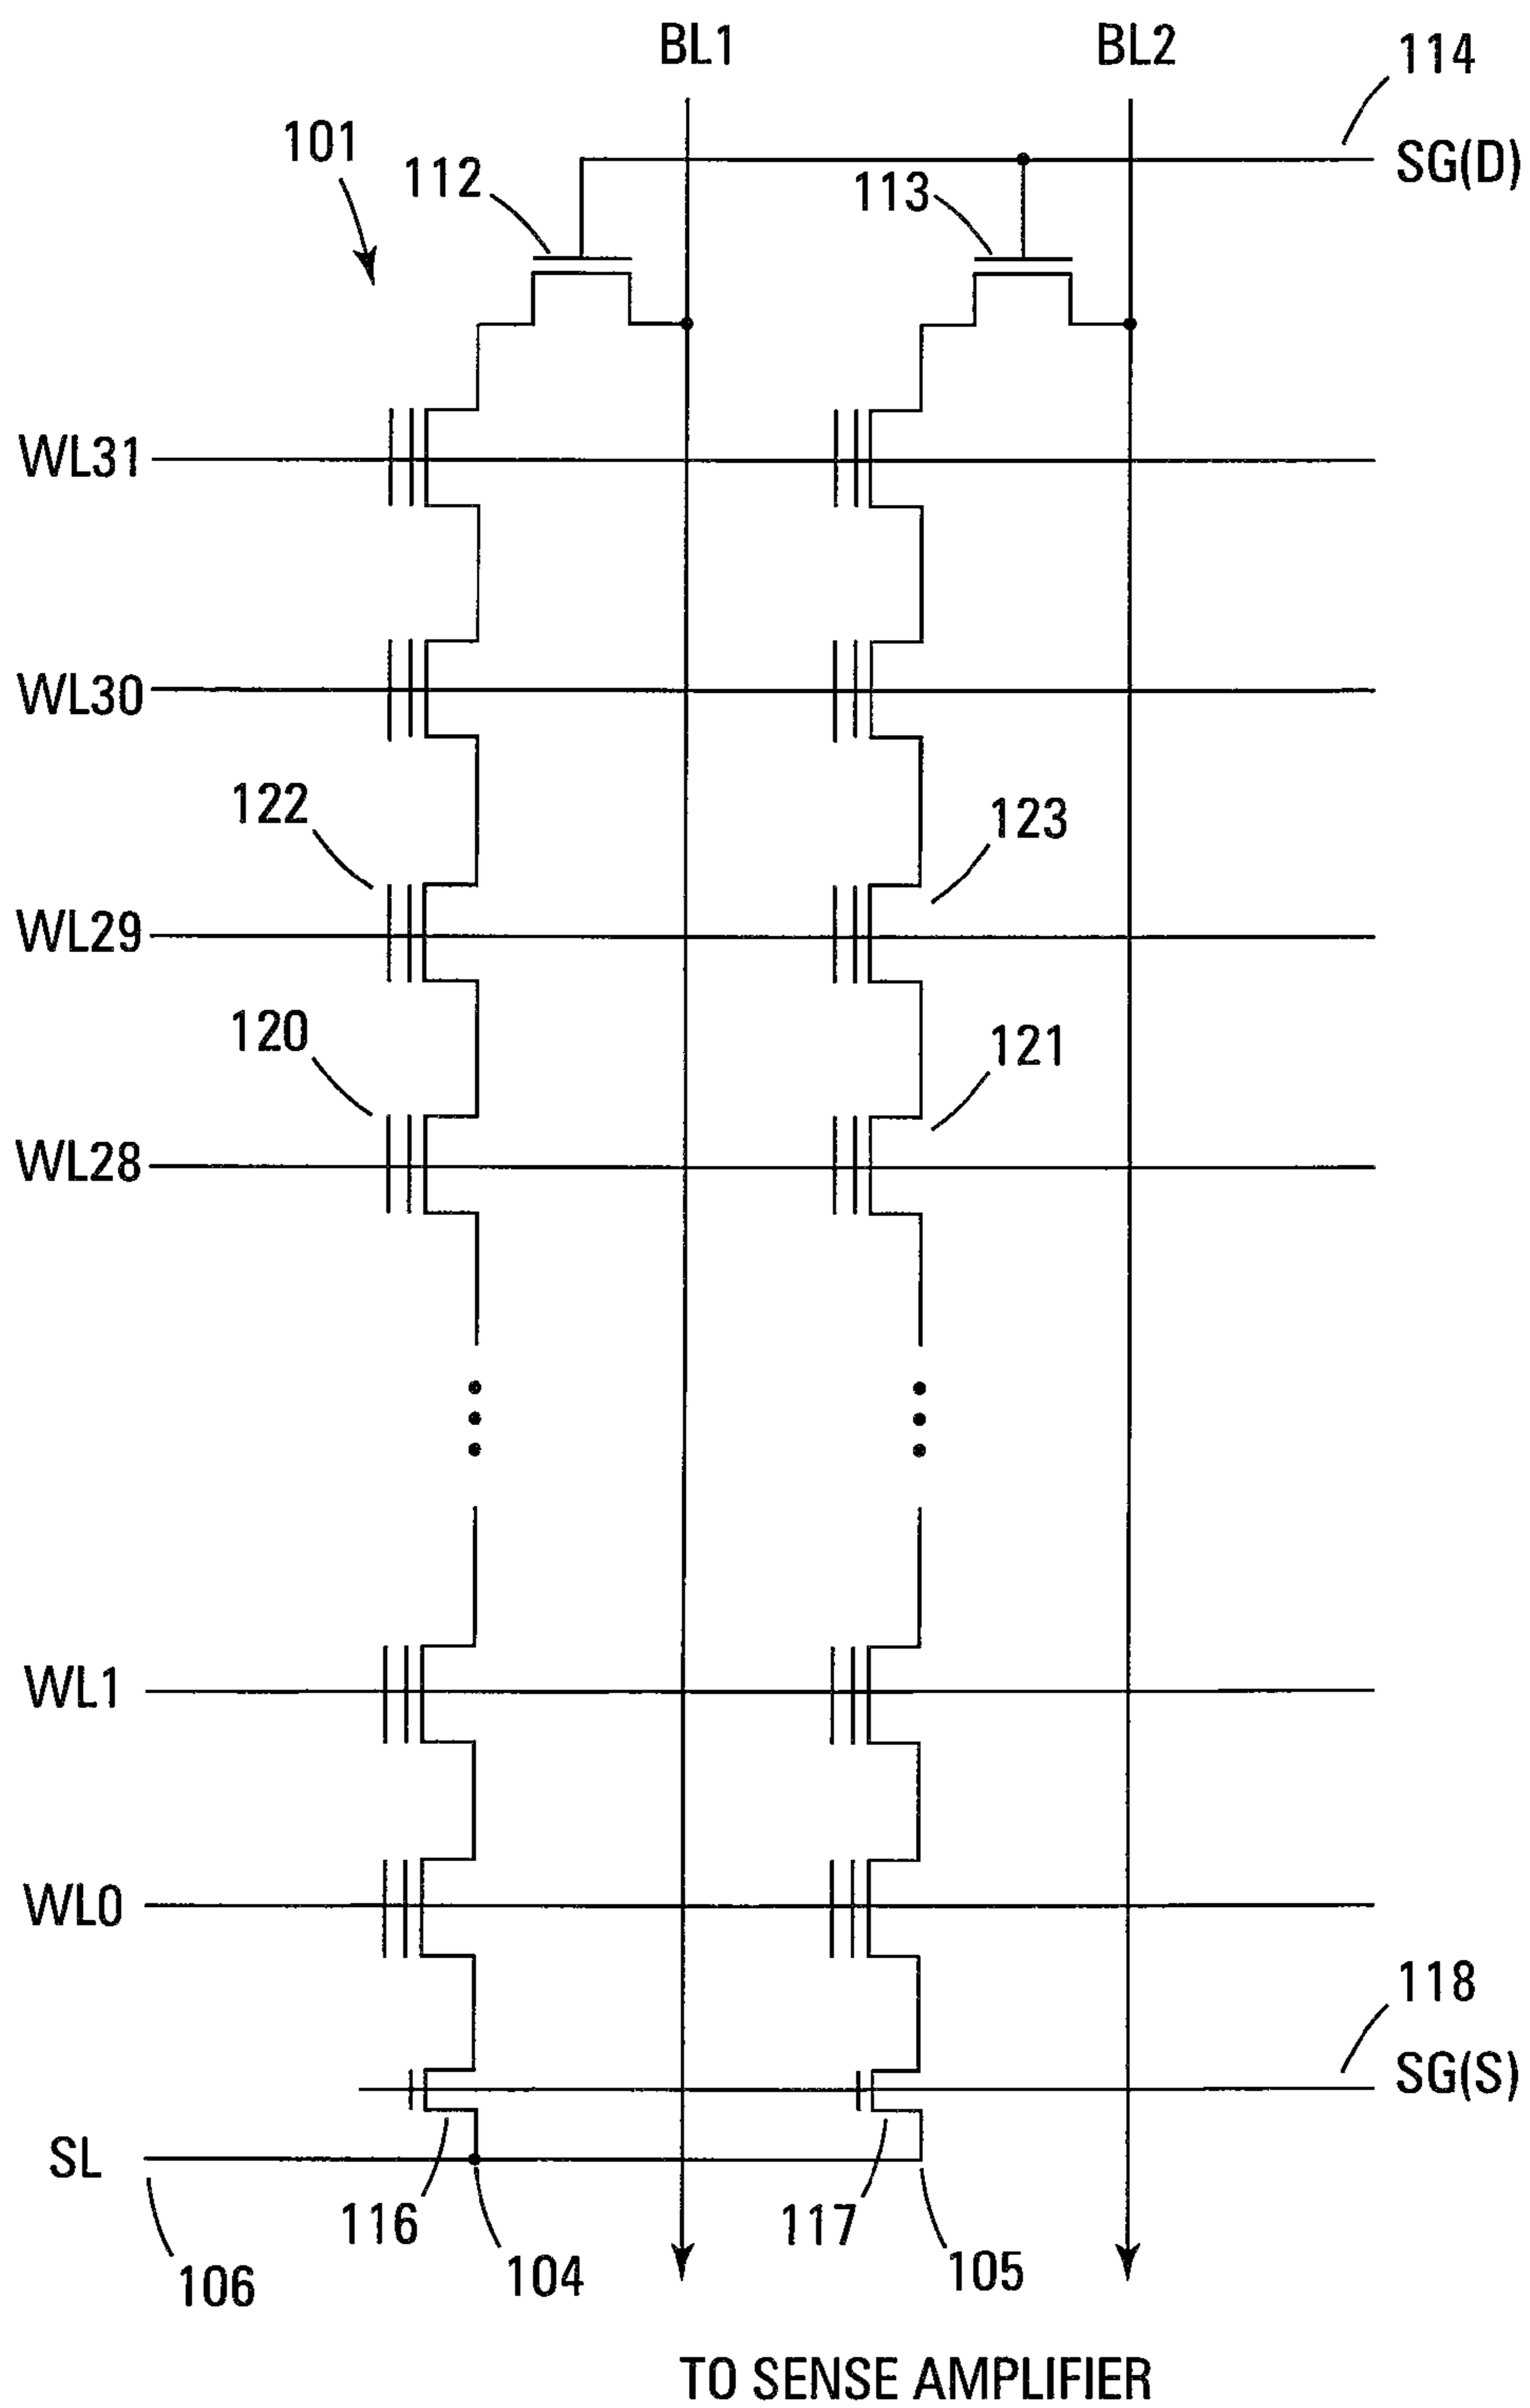 BL1
BL2
114
SG(D)
101
112
113
WL31
WL30
122
123
WL29
120
121
WL28
WL1
WL0
118
SG(S)
SL
116
117
104
105
106
TO SENSE AMPLIFIER